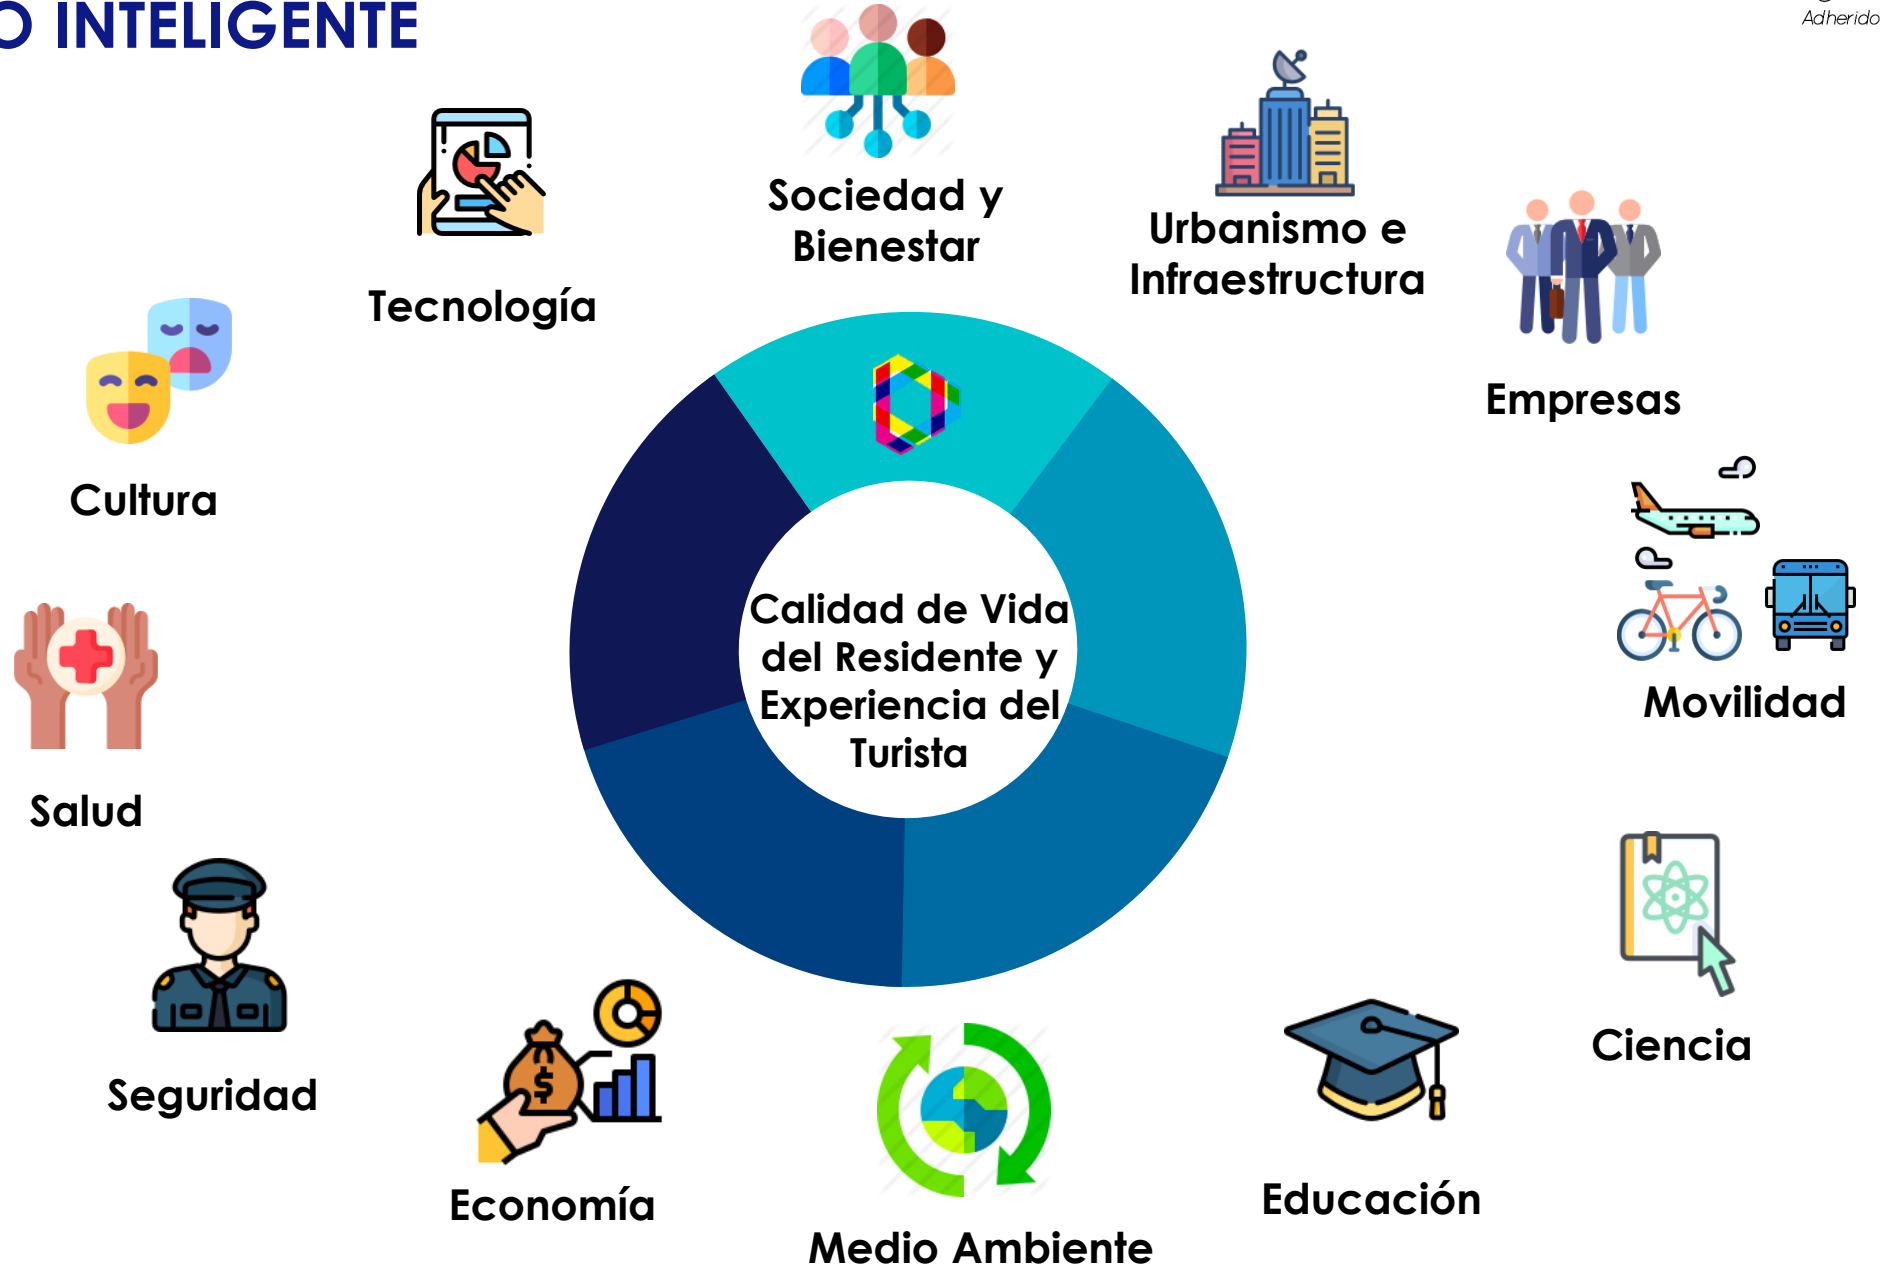 O INTELIGENTE
Adherido
Sociedad y
Bienestar
Urbanismo e
Infraestructura
Tecnología
Empresas
Cultura
Calidad de Vida
del Residente y
Experiencia del
Turista
Movilidad
Salud
Ciencia
Seguridad
Economía
Educación
Medio Ambiente